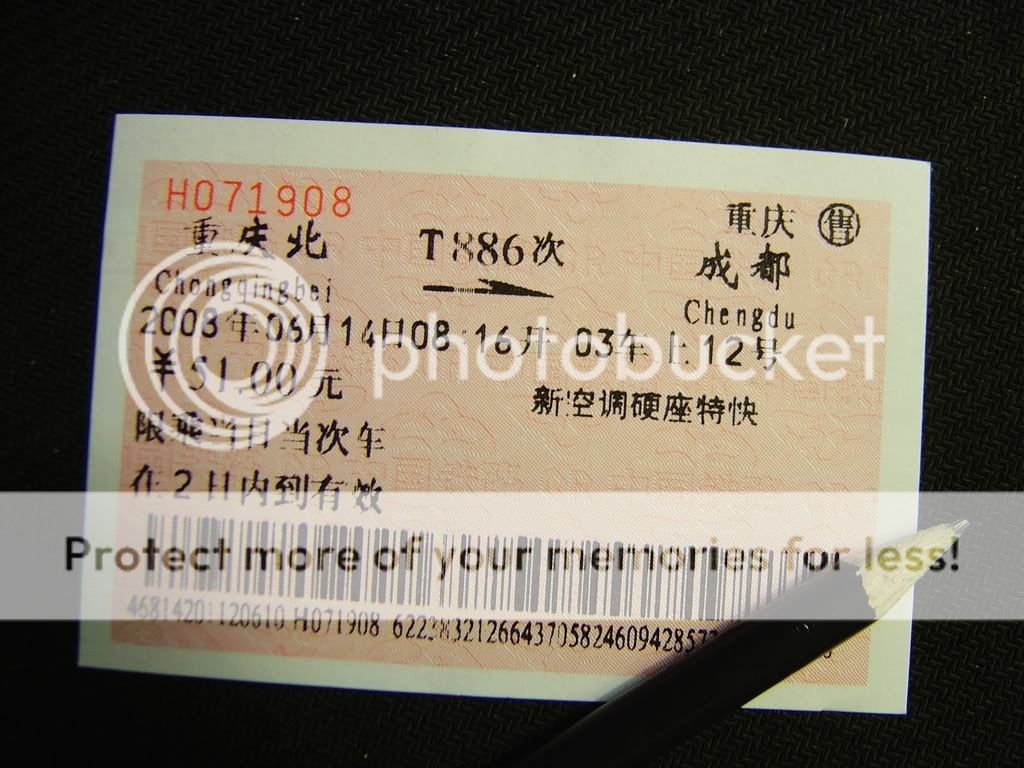 H071908
重庆 售
重庆北 T886次 成都
Chongqingbei Chengdu
2008年06月14日08:16开 03车 上12号
¥51.00元
新空调硬座特快
限乘当日当次车
在2日内到有效
photobucket
Protect more of your memories for less!
46814201120610 H071908